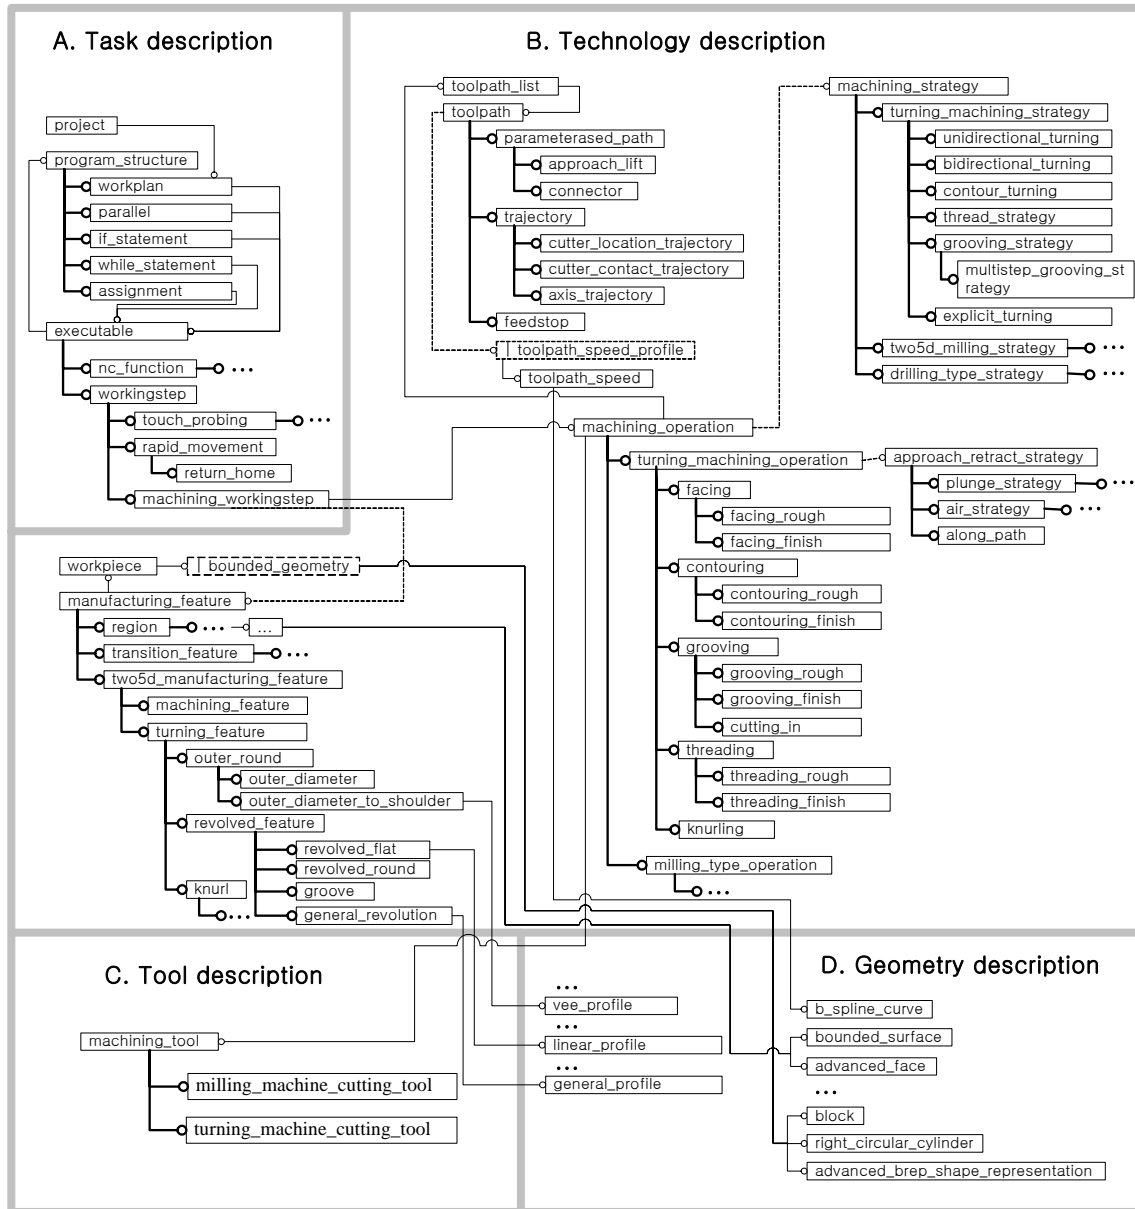 A. Task description
project
program_structure
workplan
parallel
if_statement
while_statement
assignment
executable
nc_function
...
workingstep
touch_probing
...
rapid_movement
return_home
machining_workingstep
B. Technology description
toolpath_list
toolpath
parameterased_path
approach_lift
connector
trajectory
cutter_location_trajectory
cutter_contact_trajectory
axis_trajectory
feedstop
| toolpath_speed_profile
toolpath_speed
machining_strategy
turning_machining_strategy
unidirectional_turning
bidirectional_turning
contour_turning
thread_strategy
grooving_strategy
multistep_grooving_st
rategy
explicit_turning
two5d_milling_strategy
...
drilling_type_strategy
...
machining_operation
turning_machining_operation
approach_retract_strategy
plunge_strategy
...
air_strategy
...
along_path
facing
facing_rough
facing_finish
contouring
contouring_rough
contouring_finish
grooving
grooving_rough
grooving_finish
cutting_in
threading
threading_rough
threading_finish
knurling
milling_type_operation
...
workpiece
| bounded_geometry
manufacturing_feature
region
...
...
transition_feature
...
two5d_manufacturing_feature
machining_feature
turning_feature
outer_round
outer_diameter
outer_diameter_to_shoulder
revolved_feature
revolved_flat
revolved_round
knurl
groove
...
general_revolution
C. Tool description
machining_tool
milling_machine_cutting_tool
turning_machine_cutting_tool
D. Geometry description
...
vee_profile
...
linear_profile
...
general_profile
b_spline_curve
bounded_surface
advanced_face
...
block
right_circular_cylinder
advanced_brep_shape_representation